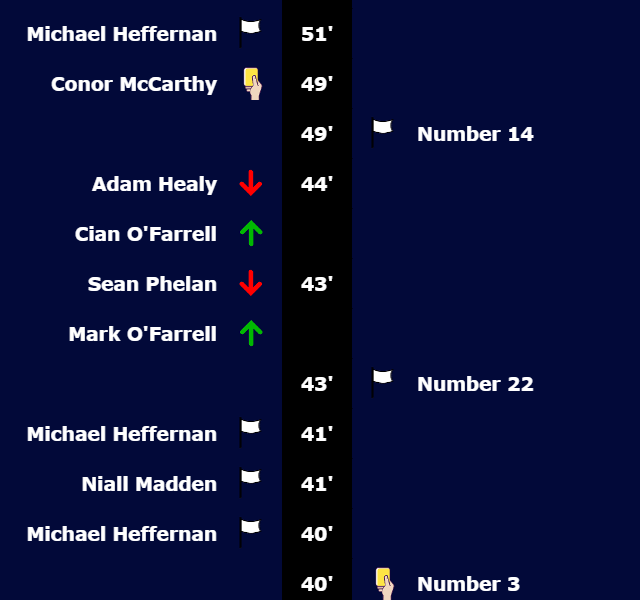 Michael Heffernan 51'
Conor McCarthy 49'
49' Number 14
Adam Healy 44'
Cian O'Farrell
Sean Phelan 43'
Mark O'Farrell
43' Number 22
Michael Heffernan 41'
Niall Madden 41'
Michael Heffernan 40'
40' Number 3